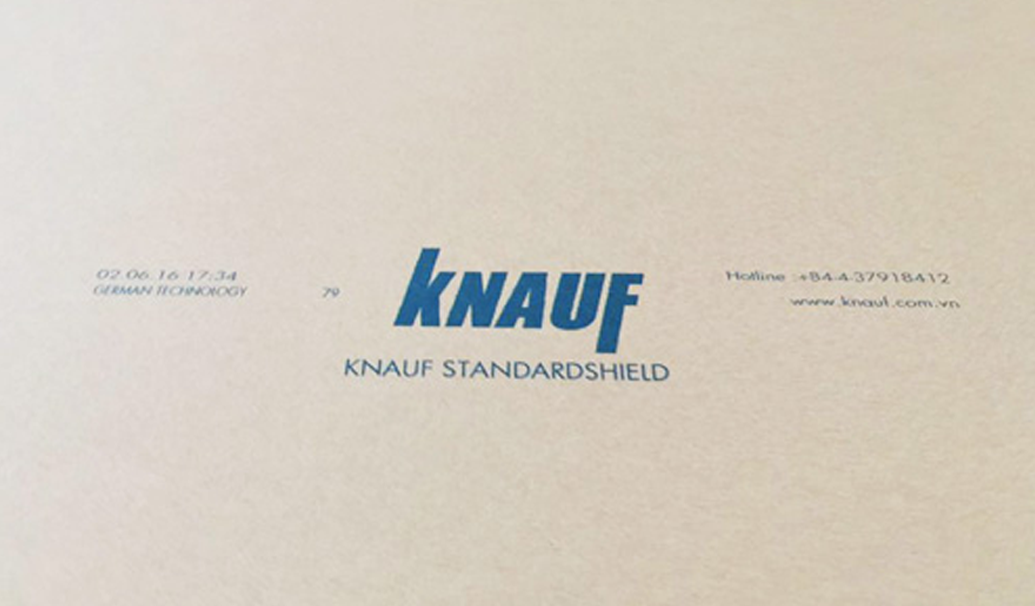 02.06.16 17:34
GERMAN TECHNOLOGY
79
KNAUF
KNAUF STANDARDSHIELD
Hotline :+84.4.37918412
www.knauf.com.vn